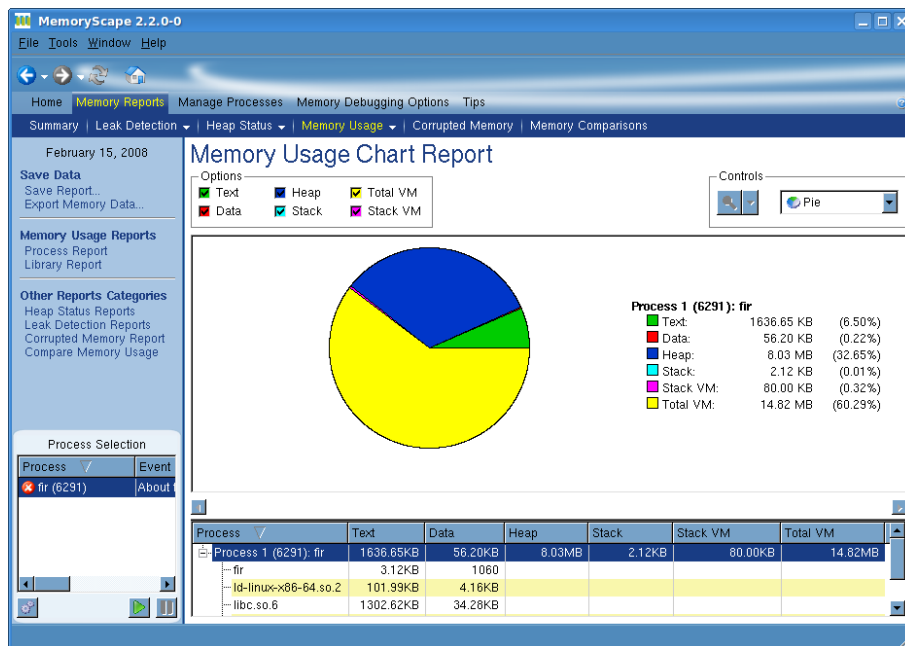 MemoryScape 2.2.0-0
File Tools Window Help
Home Memory Reports Manage Processes Memory Debugging Options Tips
Summary | Leak Detection | Heap Status | Memory Usage | Corrupted Memory | Memory Comparisons
February 15, 2008
Save Data
Save Report...
Export Memory Data...
Memory Usage Reports
Process Report
Library Report
Other Reports Categories
Heap Status Reports
Leak Detection Reports
Corrupted Memory Report
Compare Memory Usage
Process Selection
Process Event
fir (6291) About
Memory Usage Chart Report
Options
Text Heap Total VM
Data Stack Stack VM
Controls
Pie
Process 1 (6291): fir
Text: 1636.65 KB (6.50%)
Data: 56.20 KB (0.22%)
Heap: 8.03 MB (32.65%)
Stack: 2.12 KB (0.01%)
Stack VM: 80.00 KB (0.32%)
Total VM: 14.82 MB (60.29%)
Process Text Data Heap Stack Stack VM Total VM
Process 1 (6291): fir 1636.65KB 56.20KB 8.03MB 2.12KB 80.00KB 14.82MB
fir 3.12KB 1060
ld-linux-x86-64.so.2 101.99KB 4.16KB
libc.so.6 1302.62KB 34.28KB